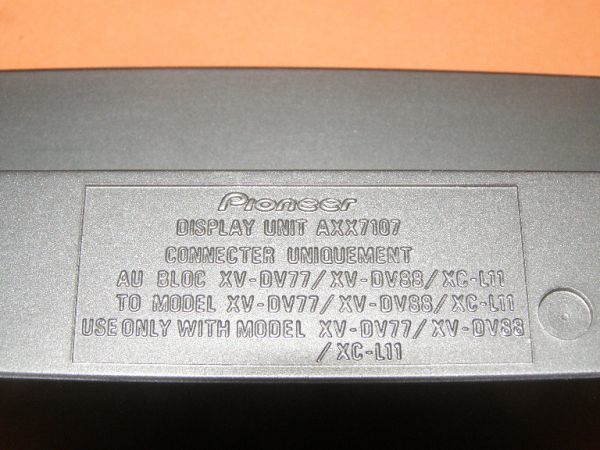 Pioneer
DISPLAY UNIT AXX7107
CONNECTER UNIQUEMENT
AU BLOC XV-DV77/XV-DV88/XC-L11
TO MODEL XV-DV77/XV-DV88/XC-L11
USE ONLY WITH MODEL XV-DV77/XV-DV88
/XC-L11